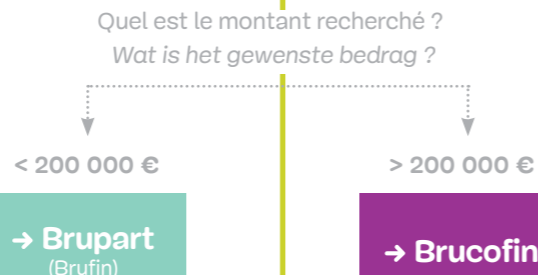 Quel est le montant recherché ?
Wat is het gewenste bedrag ?
< 200 000 €
> 200 000 €
→ Brupart
(Brufin)
→ Brucofin